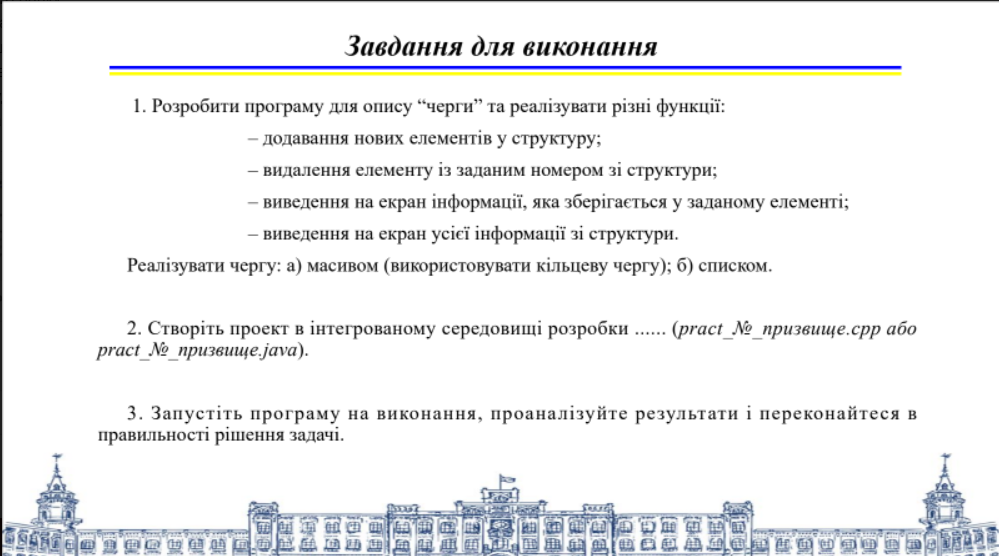 Завдання для виконання
1. Розробити програму для опису “черги” та реалізувати різні функції:
– додавання нових елементів у структуру;
– видалення елементу із заданим номером зі структури;
– виведення на екран інформації, яка зберігається у заданому елементі;
– виведення на екран усієї інформації зі структури.
Реалізувати чергу: а) масивом (використовувати кільцеву чергу); б) списком.
2. Створіть проект в інтегрованому середовищі розробки ...... (pract_№_призвище.cpp або
pract_№_призвище.java).
3. Запустіть програму на виконання, проаналізуйте результати і переконайтеся в
правильності рішення задачі.